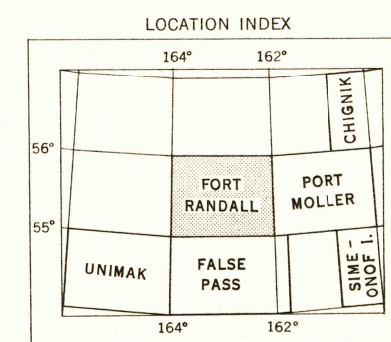 LOCATION INDEX
164° 162°
CHIGNIK
56°
FORT
RANDALL
PORT
MOLLER
55°
UNIMAK
FALSE
PASS
SIME-
ONOF I.
164° 162°